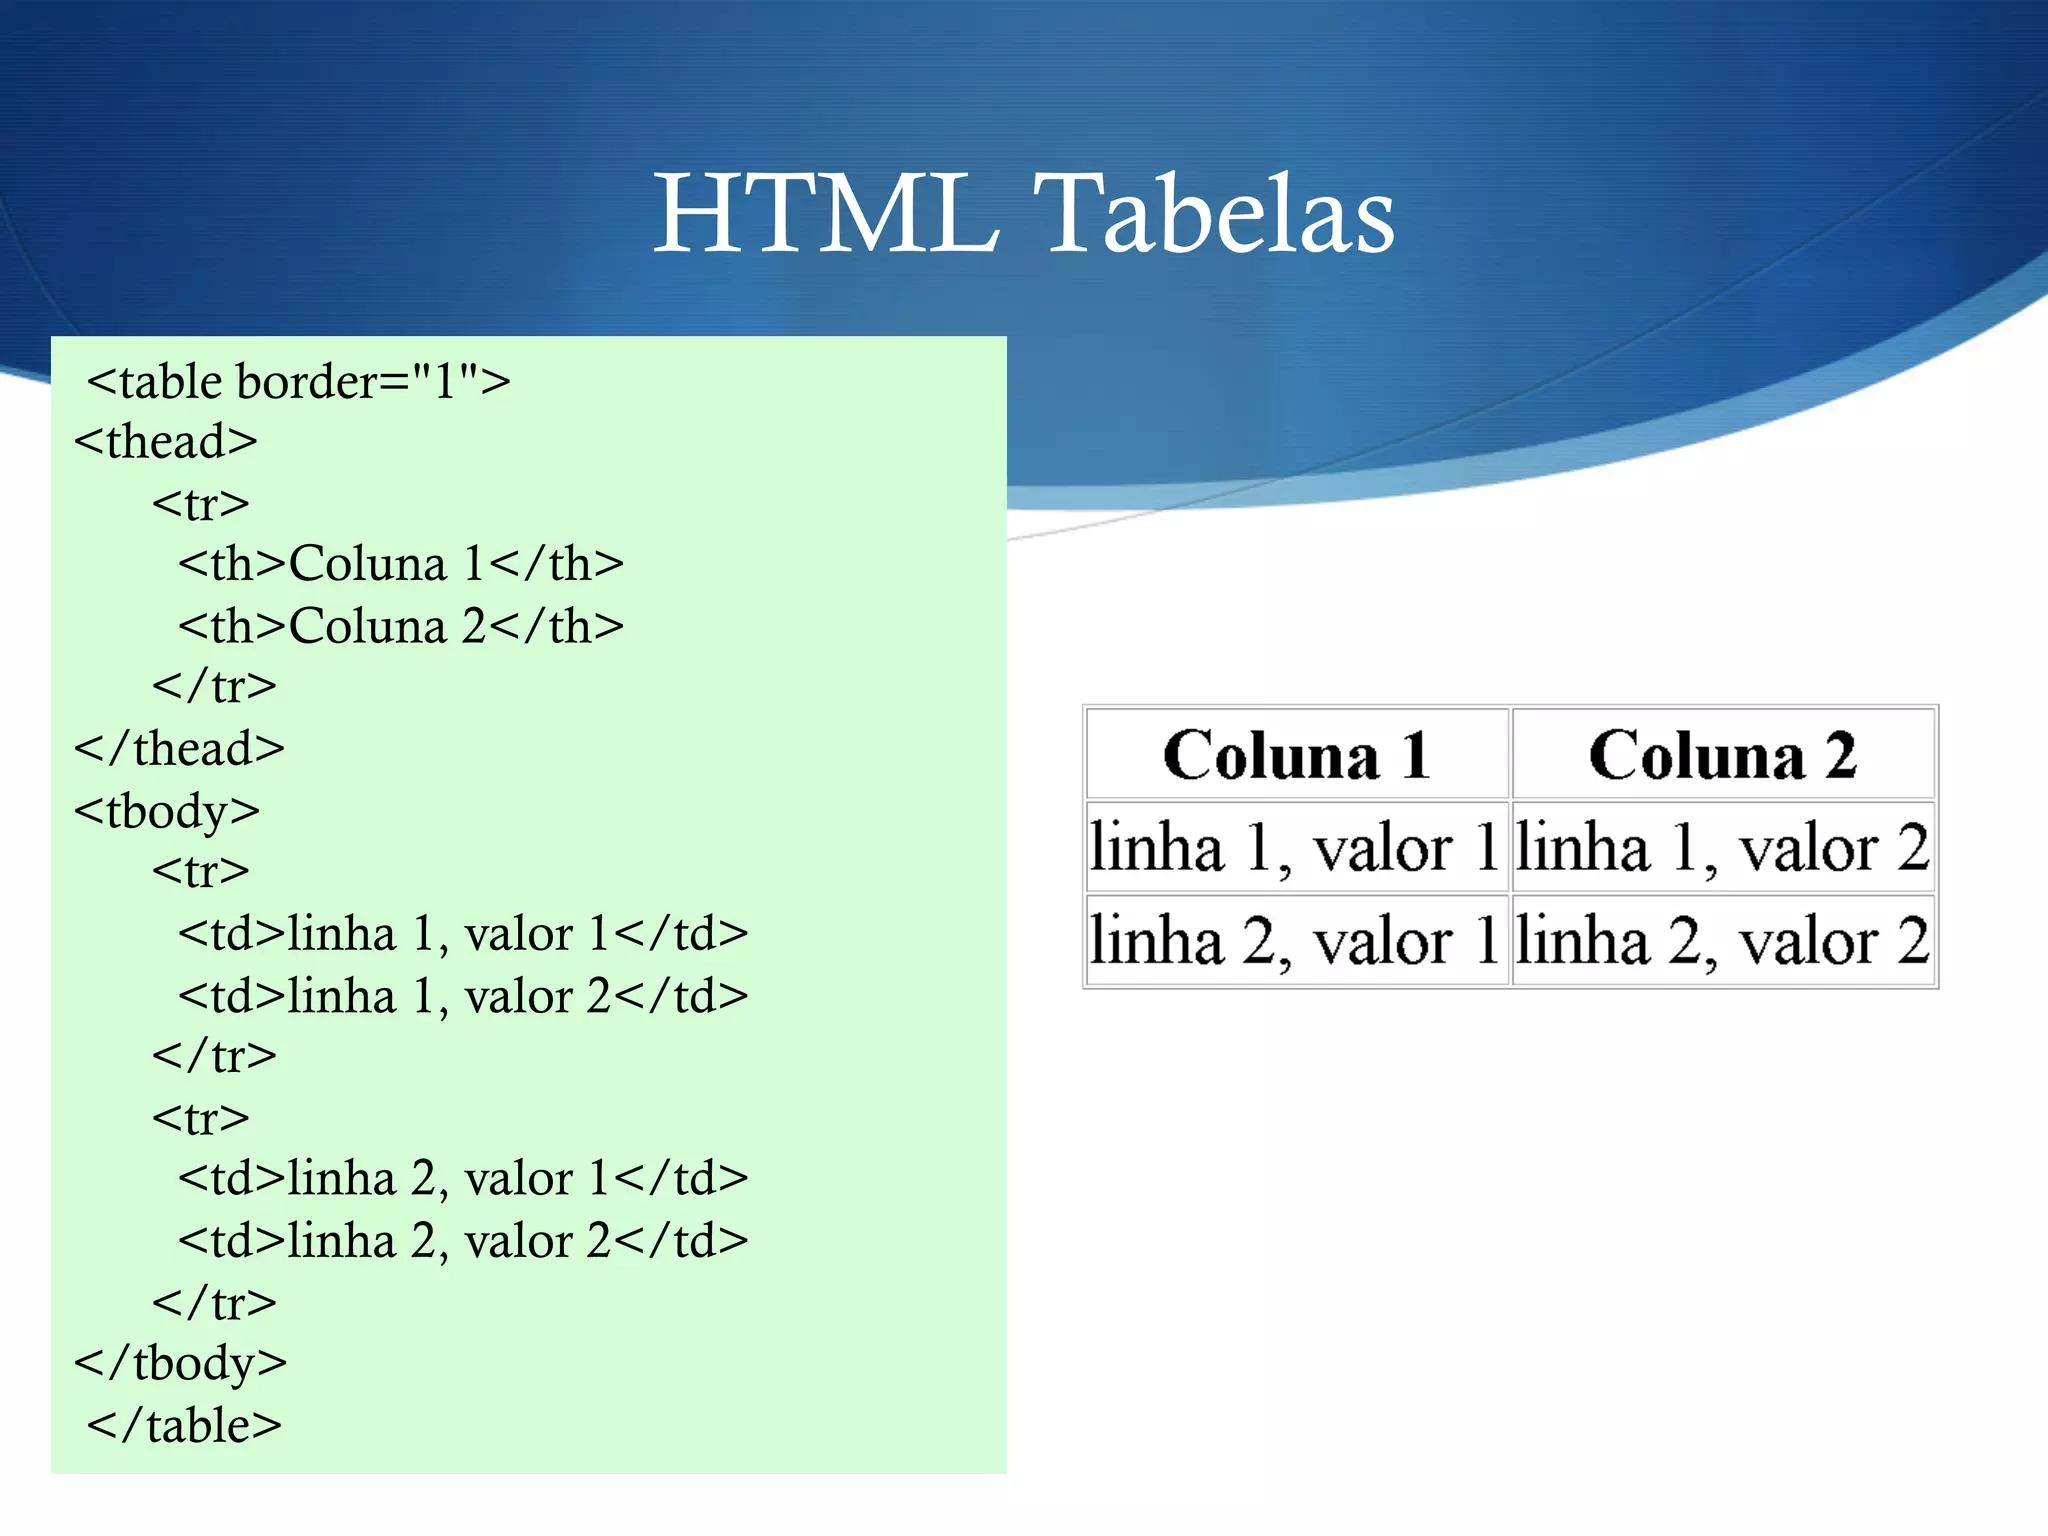 HTML Tabelas
<table border="1">
<thead>
<tr>
<th>Coluna 1</th>
<th>Coluna 2</th>
</tr>
</thead>
<tbody>
<tr>
<td>linha 1, valor 1</td>
<td>linha 1, valor 2</td>
</tr>
<tr>
<td>linha 2, valor 1</td>
<td>linha 2, valor 2</td>
</tr>
</tbody>
</table>
Coluna 1 Coluna 2
linha 1, valor 1 linha 1, valor 2
linha 2, valor 1 linha 2, valor 2